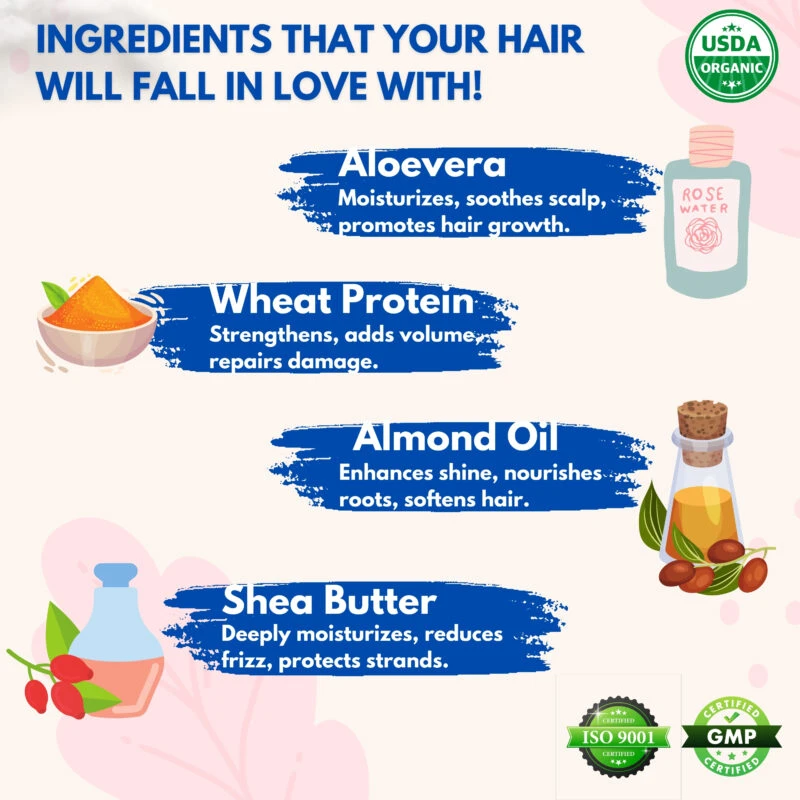 INGREDIENTS THAT YOUR HAIR
WILL FALL IN LOVE WITH!
USDA
ORGANIC
Aloevera
Moisturizes, soothes scalp,
promotes hair growth.
ROSE
WATER
Wheat Protein
Strengthens, adds volume,
repairs damage.
Almond Oil
Enhances shine, nourishes
roots, softens hair.
Shea Butter
Deeply moisturizes, reduces
frizz, protects strands.
CERTIFIED
ISO 9001
CERTIFIED
CERTIFIED
GMP
CERTIFIED